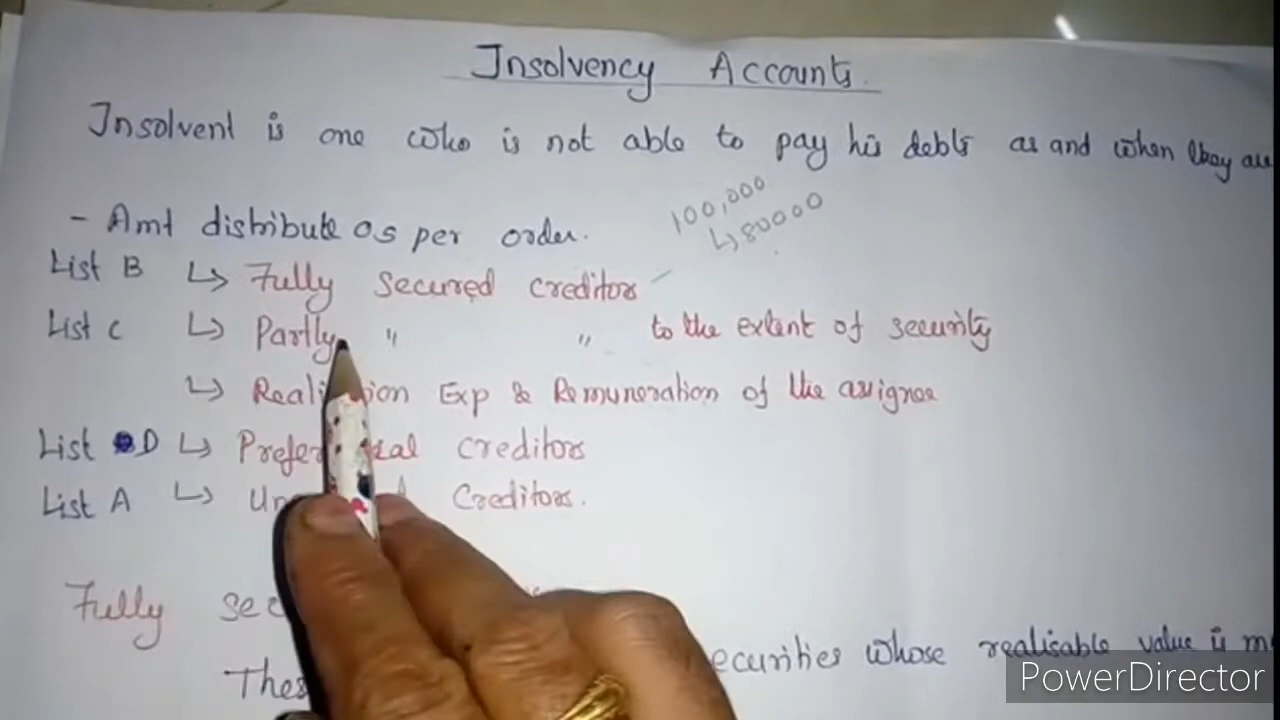 Insolvency Accounts.
Insolvent is one who is not able to pay his debts as and when they are
- Amt distribute as per order.
100,000
↳ 80000
List B ↳ Fully secured creditors
List C ↳ Partly " " to the extent of security
↳ Exp & Remuneration of the assignee
List D ↳ creditors
List A ↳ Creditors.
Fully
securities whose realisable value is
PowerDirector